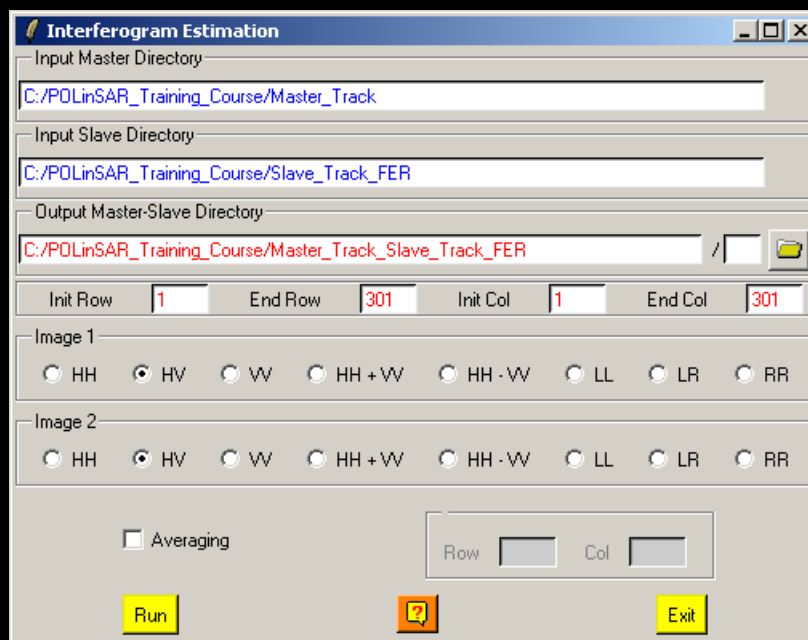 Interferogram Estimation
Input Master Directory
C:/POLinSAR_Training_Course/Master_Track
Input Slave Directory
C:/POLinSAR_Training_Course/Slave_Track_FER
Output Master-Slave Directory
C:/POLinSAR_Training_Course/Master_Track_Slave_Track_FER /
Init Row 1 End Row 301 Init Col 1 End Col 301
Image 1
HH HV VV HH + VV HH - VV LL LR RR
Image 2
HH HV VV HH + VV HH - VV LL LR RR
Averaging
Row Col
Run ? Exit